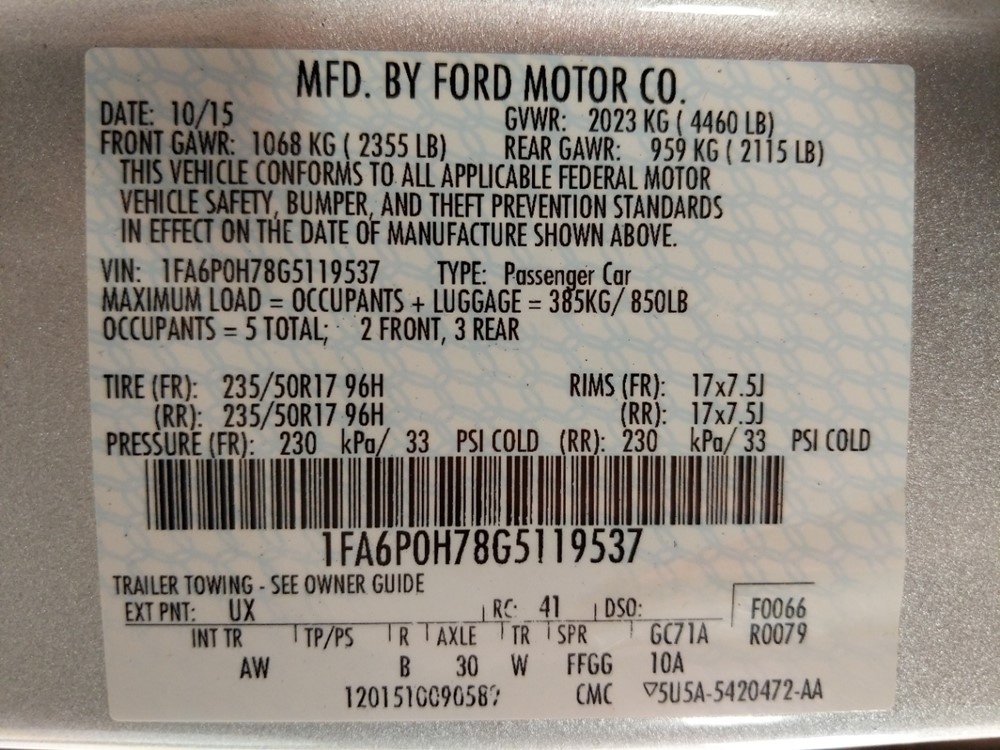 MFD. BY FORD MOTOR CO.
DATE: 10/15 GVWR: 2023 KG ( 4460 LB)
FRONT GAWR: 1068 KG ( 2355 LB) REAR GAWR: 959 KG ( 2115 LB)
THIS VEHICLE CONFORMS TO ALL APPLICABLE FEDERAL MOTOR
VEHICLE SAFETY, BUMPER, AND THEFT PREVENTION STANDARDS
IN EFFECT ON THE DATE OF MANUFACTURE SHOWN ABOVE.
VIN: 1FA6P0H78G5119537 TYPE: Passenger Car
MAXIMUM LOAD = OCCUPANTS + LUGGAGE = 385KG/ 850LB
OCCUPANTS = 5 TOTAL; 2 FRONT, 3 REAR
TIRE (FR): 235/50R17 96H RIMS (FR): 17x7.5J
(RR): 235/50R17 96H (RR): 17x7.5J
PRESSURE (FR): 230 kPa/ 33 PSI COLD (RR): 230 kPa/ 33 PSI COLD
1FA6P0H78G5119537
TRAILER TOWING - SEE OWNER GUIDE
EXT PNT: UX RC: 41 DSO: F0066
INT TR TP/PS R AXLE TR SPR GC71A R0079
AW B 30 W FFGG 10A
CMC ▽5U5A-5420472-AA